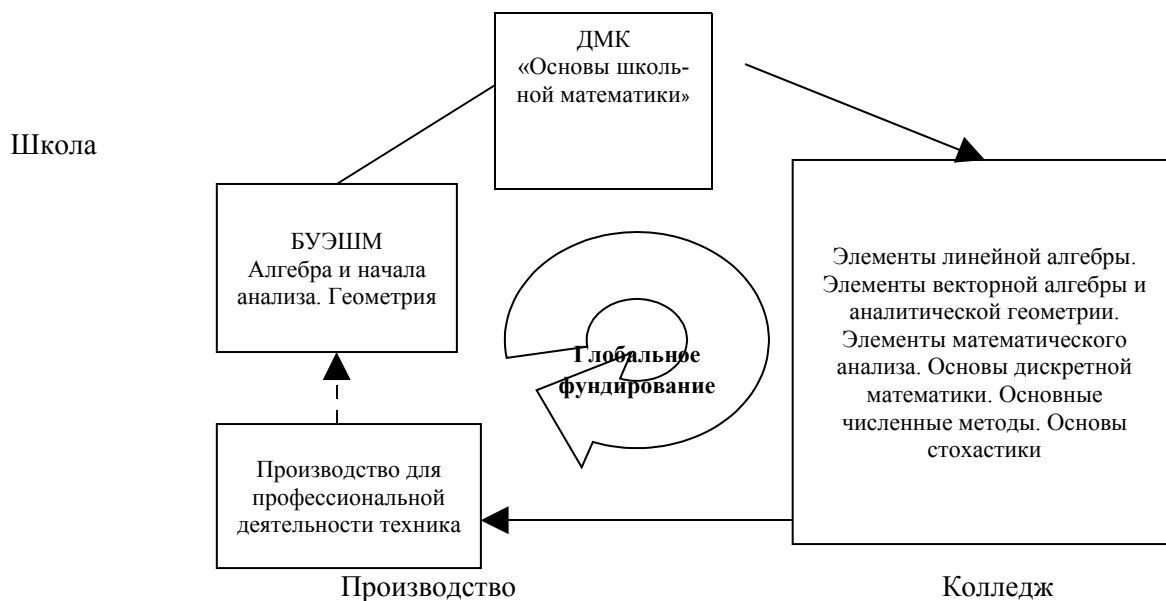 ДМК
«Основы школь-
ной математики»
Школа
БУЭШМ
Алгебра и начала
анализа. Геометрия
Элементы линейной алгебры.
Элементы векторной алгебры и
аналитической геометрии.
Элементы математического
анализа. Основы дискретной
математики. Основные
численные методы. Основы
стохастики
Глобальное
фундирование
Производство для
профессиональной
деятельности техника
Производство
Колледж